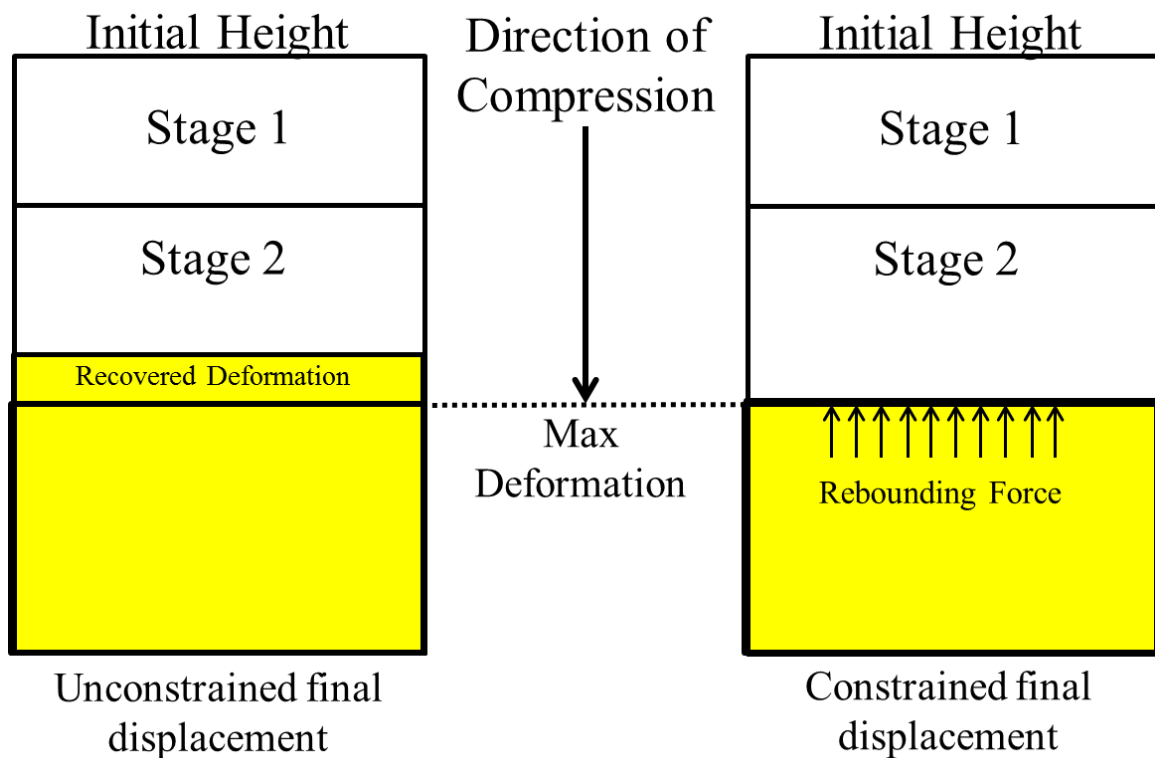 Initial Height
Stage 1
Stage 2
Recovered Deformation
Unconstrained final
displacement
Direction of
Compression
Max
Deformation
Initial Height
Stage 1
Stage 2
Rebounding Force
Constrained final
displacement